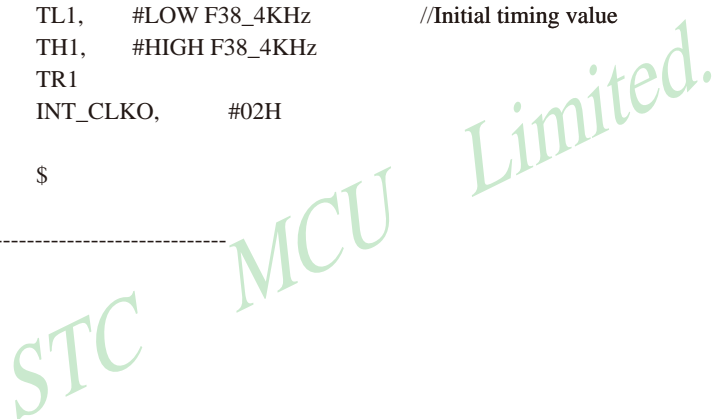 TL1, #LOW F38_4KHz //Initial timing value
TH1, #HIGH F38_4KHz
TR1
INT_CLKO, #02H
$
-----------------------------
STC MCU Limited.